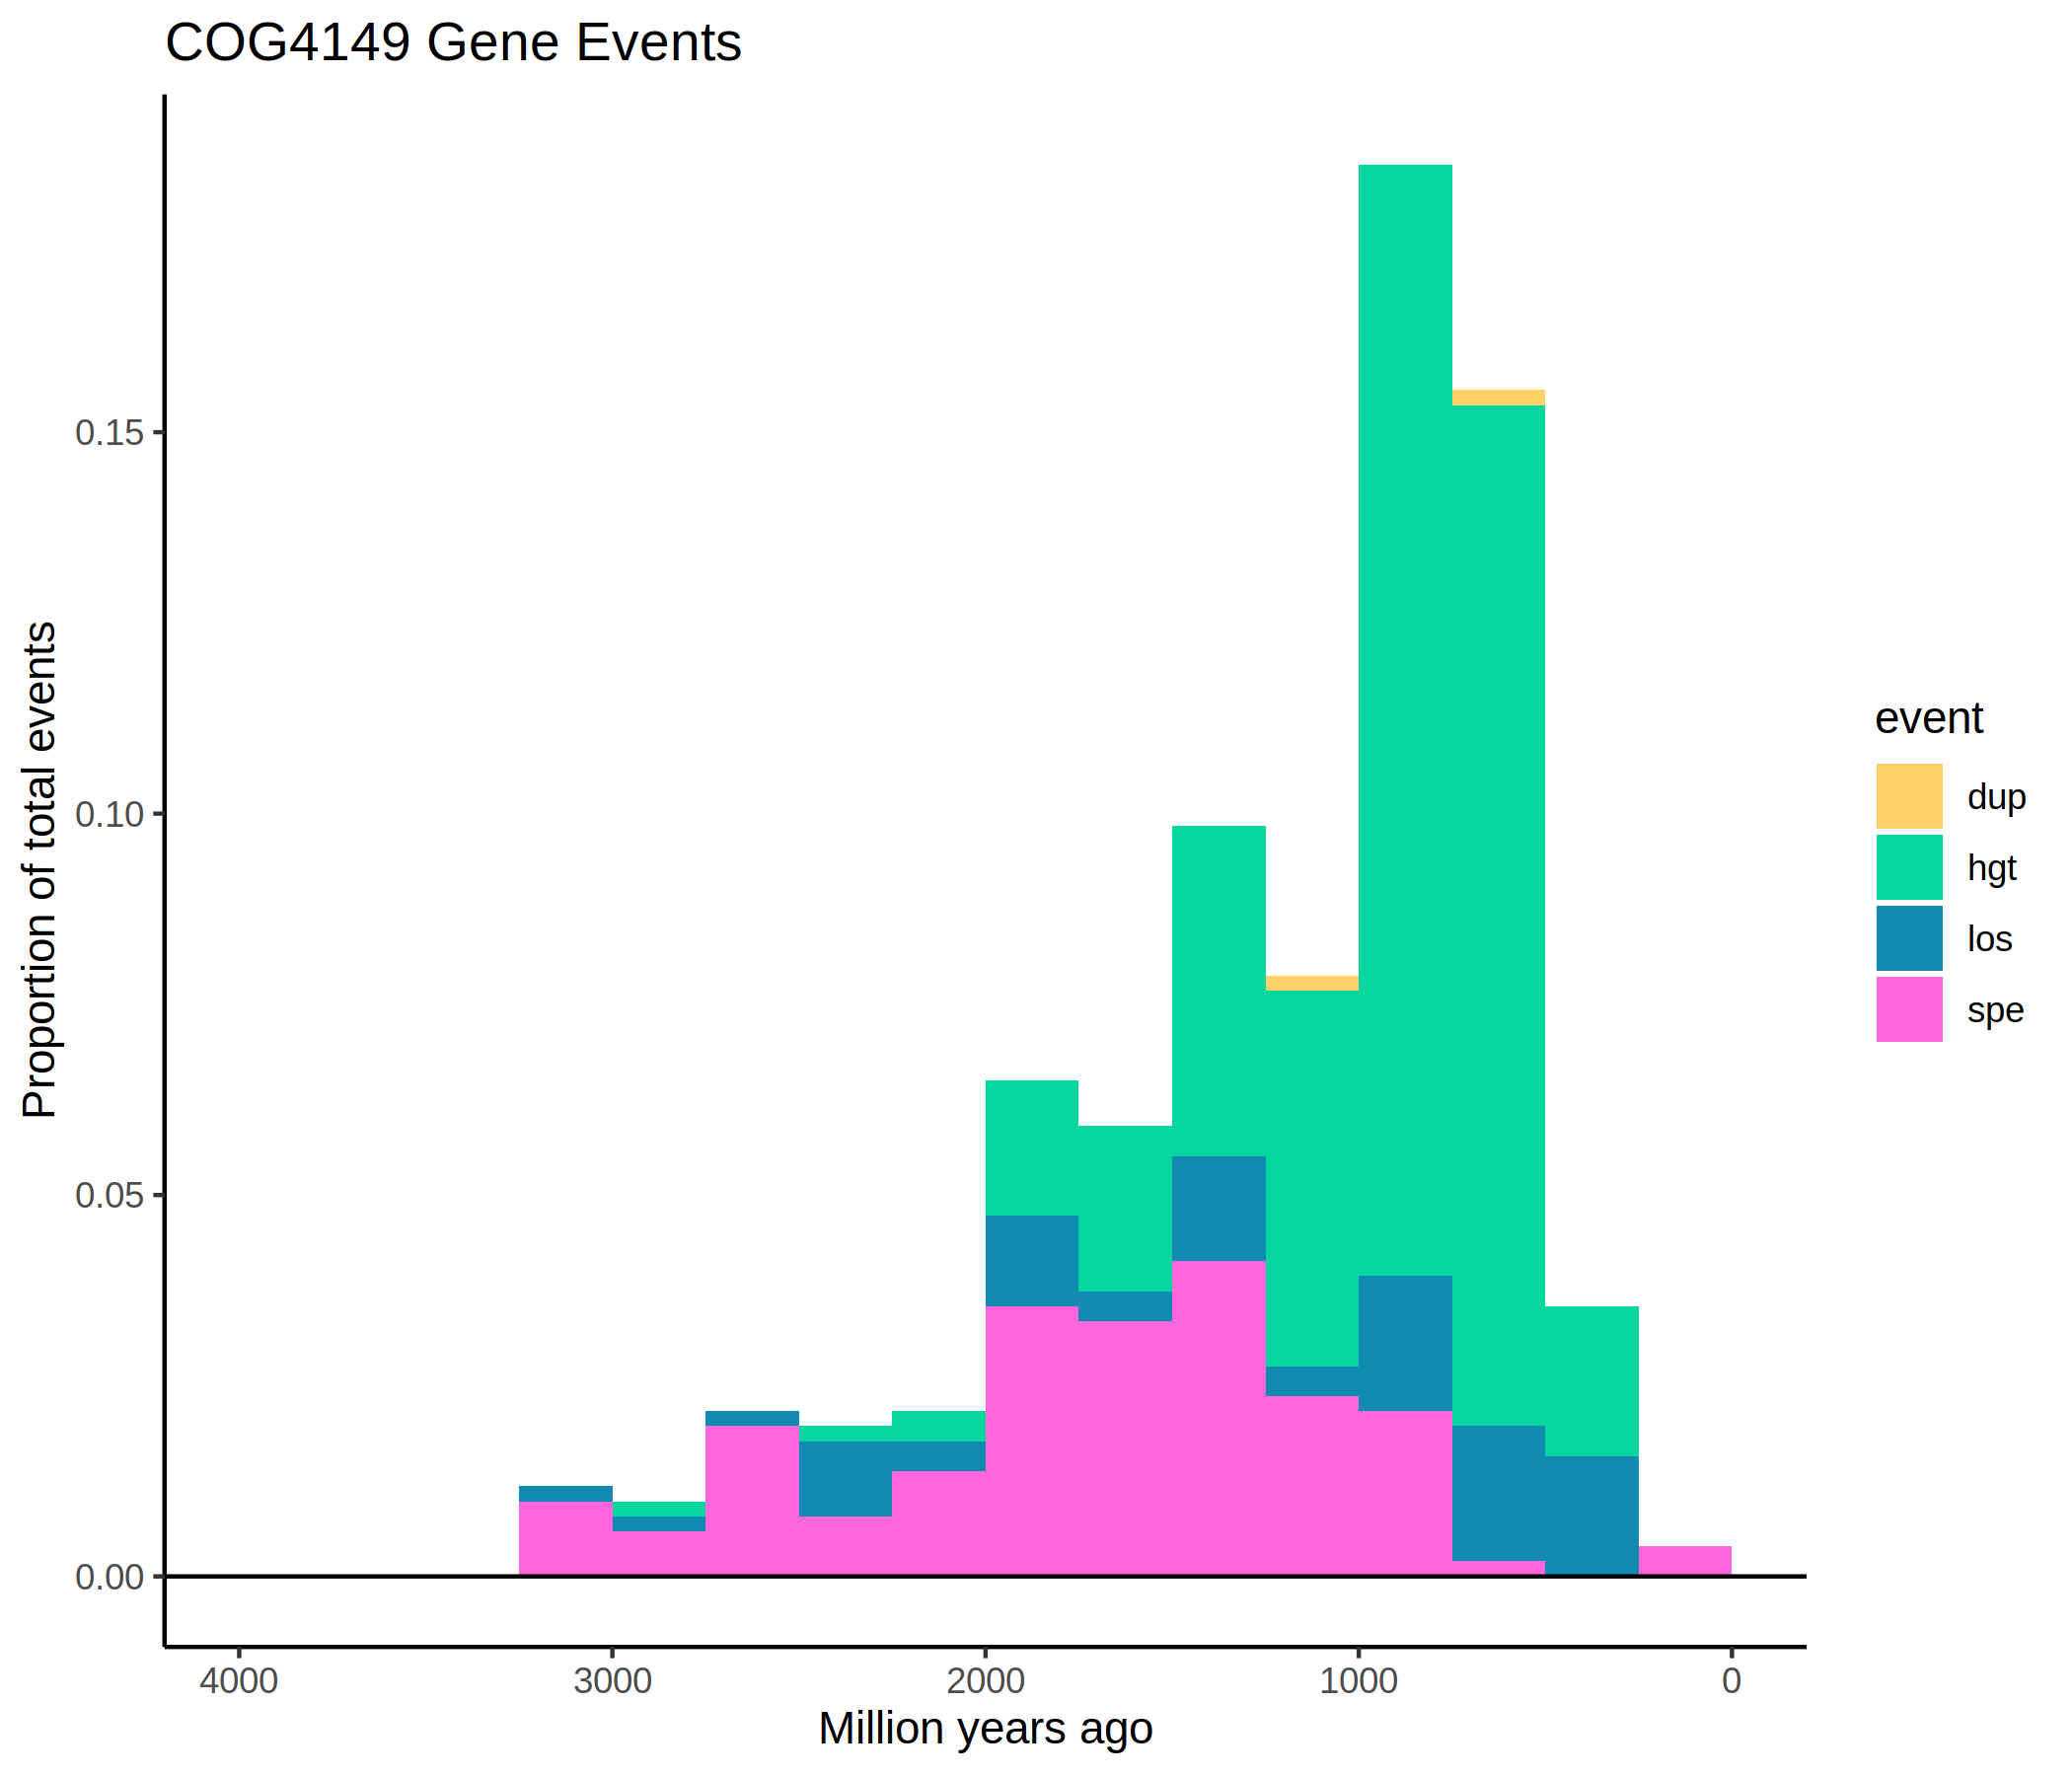 COG4149 Gene Events
Proportion of total events
0.15
0.10
0.05
0.00
4000
3000
2000
1000
0
Million years ago
event
dup
hgt
los
spe